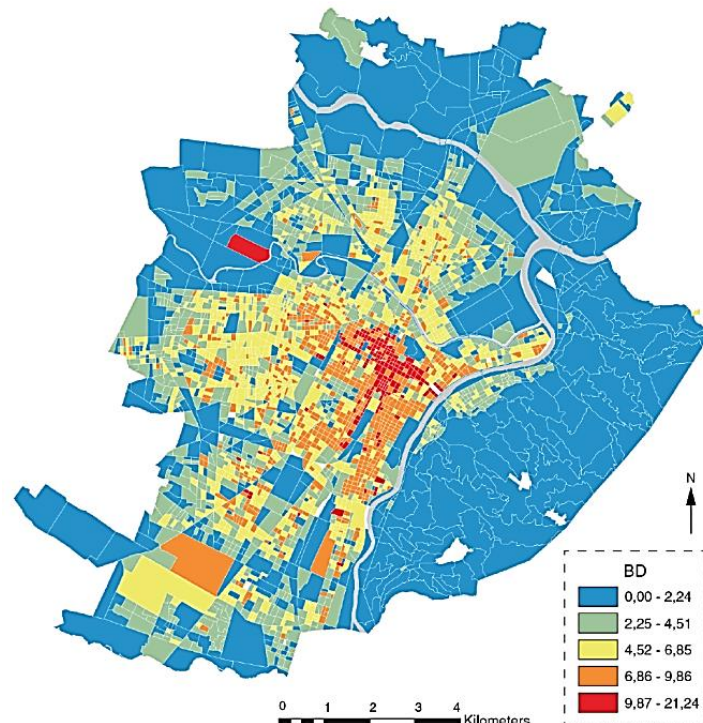 N
BD
0,00 - 2,24
2,25 - 4,51
4,52 - 6,85
6,86 - 9,86
9,87 - 21,24
0 1 2 3 4
Kilometers